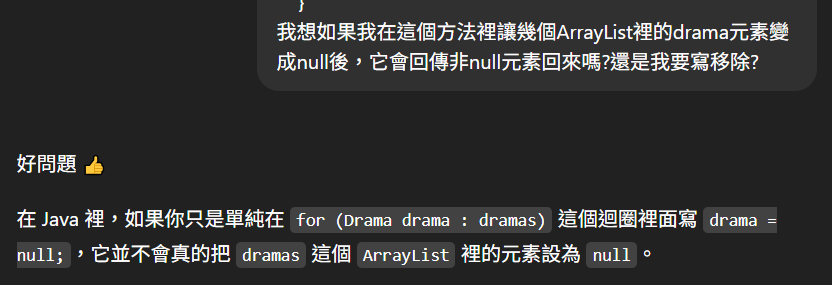 }
我想如果我在這個方法裡讓幾個ArrayList裡的drama元素變
成null後，它會回傳非null元素回來嗎?還是我要寫移除?
好問題 👍
在 Java 裡，如果你只是單純在 for (Drama drama : dramas) 這個迴圈裡面寫 drama =
null;，它並不會真的把 dramas 這個 ArrayList 裡的元素設為 null。